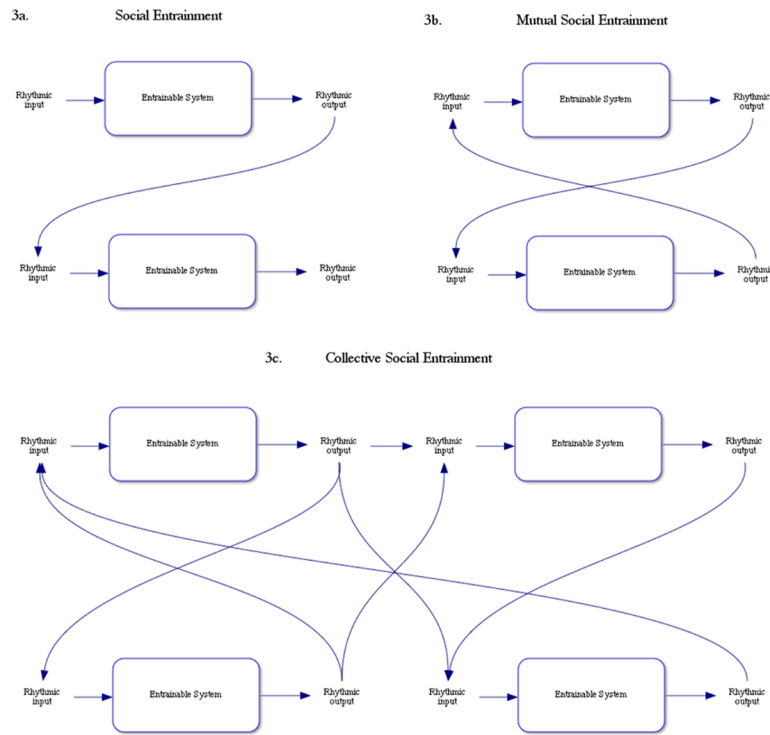 3a. Social Entrainment
3b. Mutual Social Entrainment
Rhythmic
input
Entrainable System
Rhythmic
output
Rhythmic
input
Entrainable System
Rhythmic
output
Rhythmic
input
Entrainable System
Rhythmic
output
Rhythmic
input
Entrainable System
Rhythmi
output
3c. Collective Social Entrainment
Rhythmic
input
Entrainable System
Rhythmic
output
Rhythmic
input
Entrainable System
Rhythmic
output
Rhythmic
input
Entrainable System
Rhythmic
output
Rhythmic
input
Entrainable System
Rhythmic
output